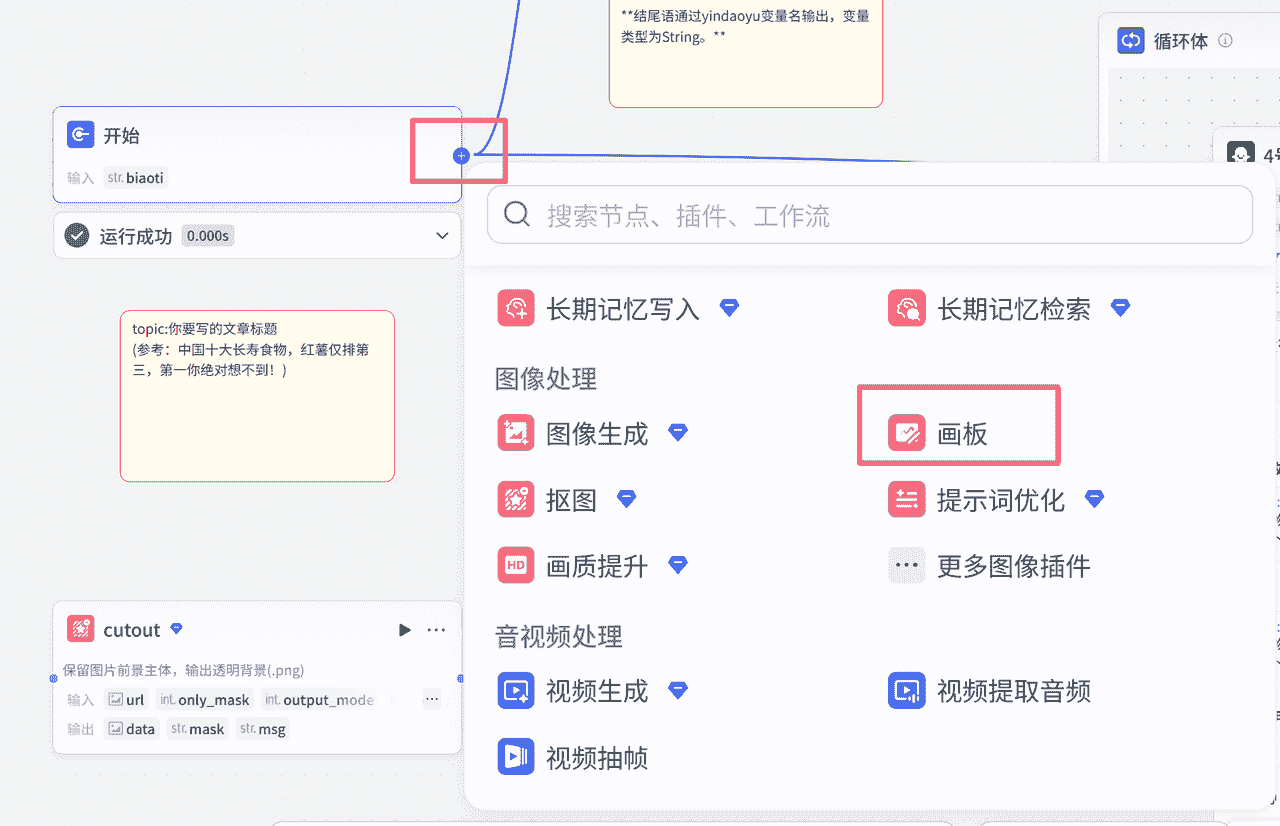 **结尾语通过yindaoyu变量名输出，变量
类型为String。**
循环体
开始
输入 str. biaoti
运行成功 0.000s
搜索节点、插件、工作流
长期记忆写入
长期记忆检索
图像处理
图像生成
画板
抠图
提示词优化
HD 画质提升
更多图像插件
音视频处理
视频生成
视频提取音频
视频抽帧
topic:你要写的文章标题
(参考：中国十大长寿食物，红薯仅排第
三，第一你绝对想不到！)
cutout
保留图片前景主体，输出透明背景(.png)
输入 url int. only_mask int. output_mode ...
输出 data str. mask str. msg